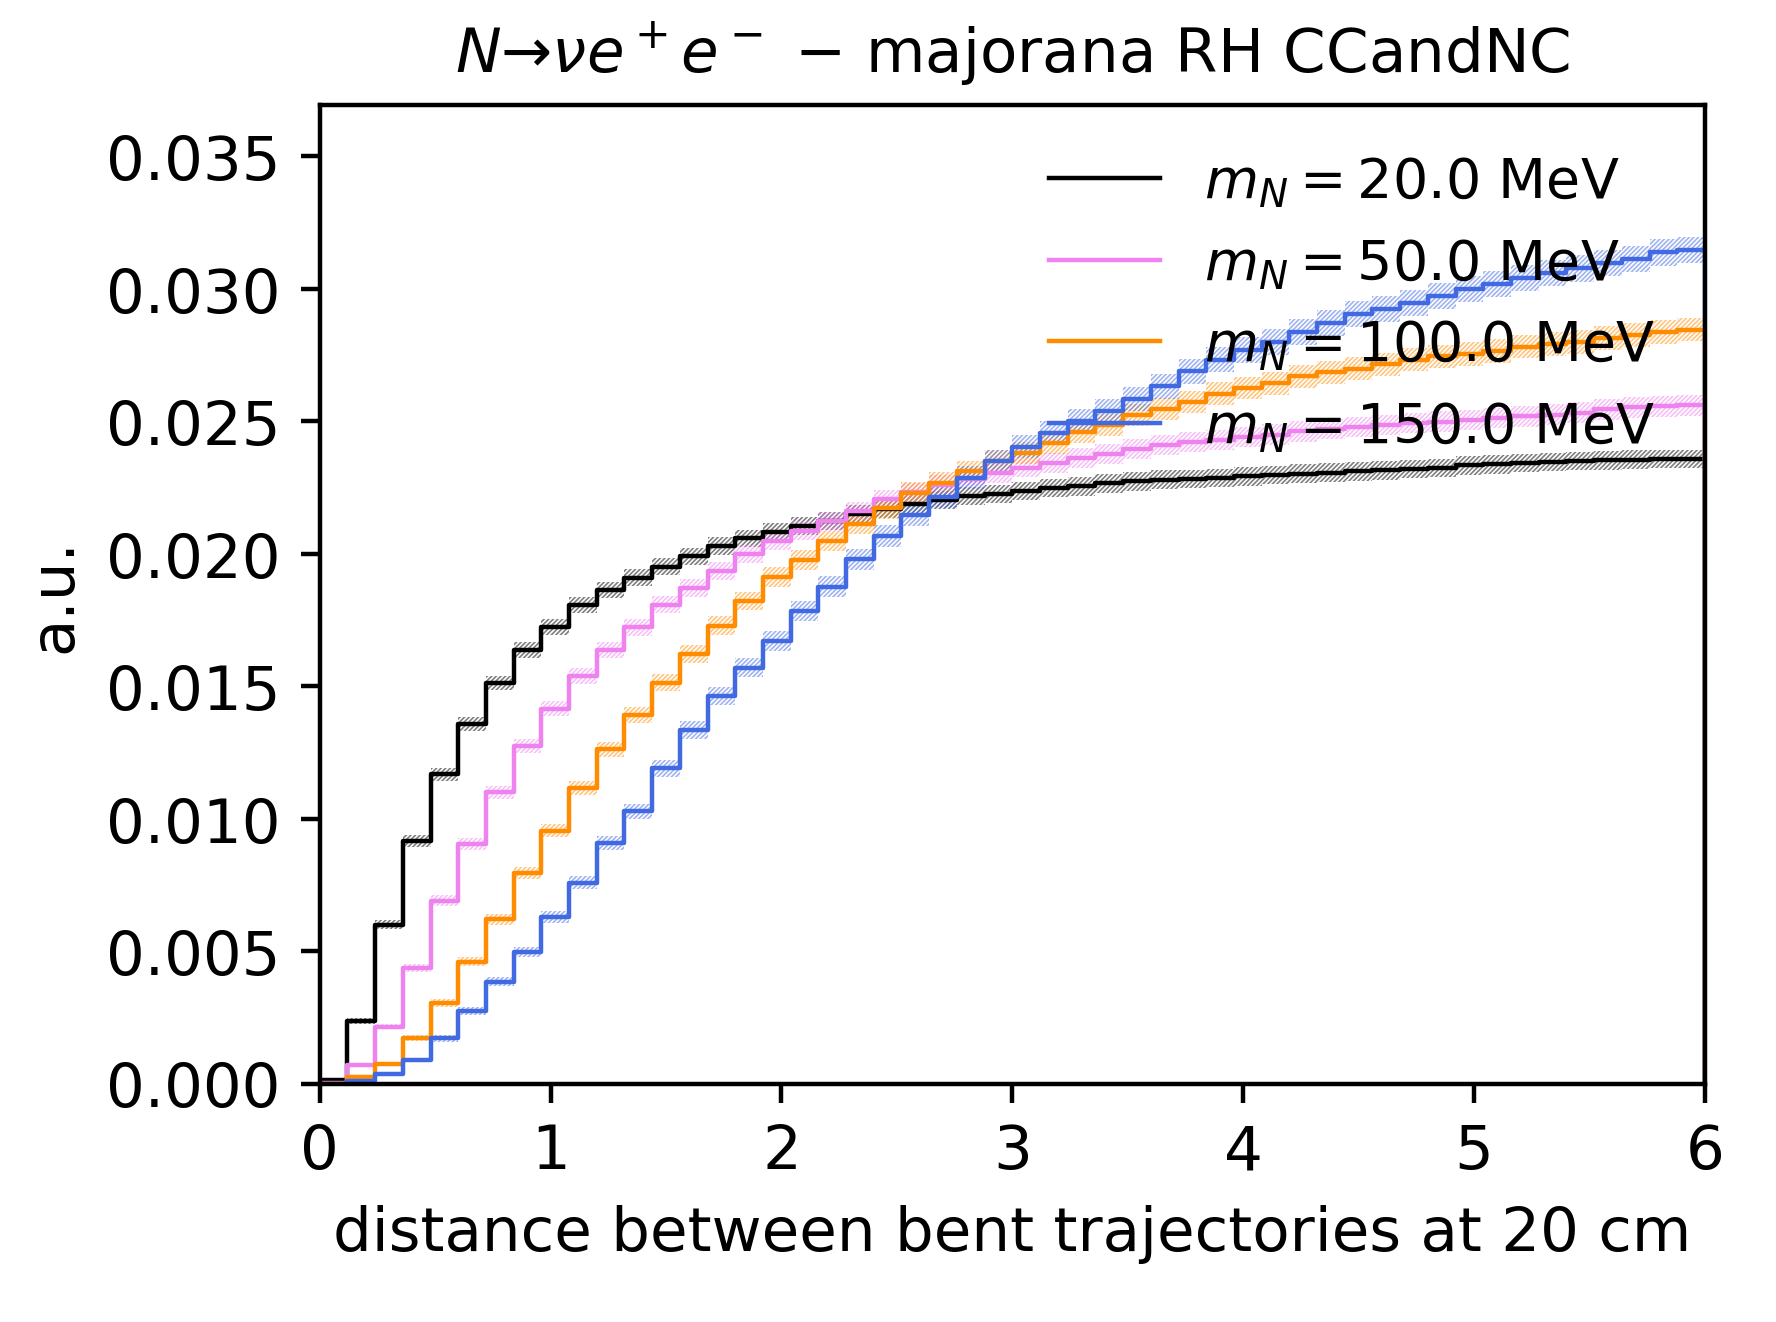 N→νe⁺e⁻ − majorana RH CCandNC
0.035
0.030
0.025
0.020
0.015
0.010
0.005
0.000
a.u.
m_N = 20.0 MeV
m_N = 50.0 MeV
m_N = 100.0 MeV
m_N = 150.0 MeV
0 1 2 3 4 5 6
distance between bent trajectories at 20 cm